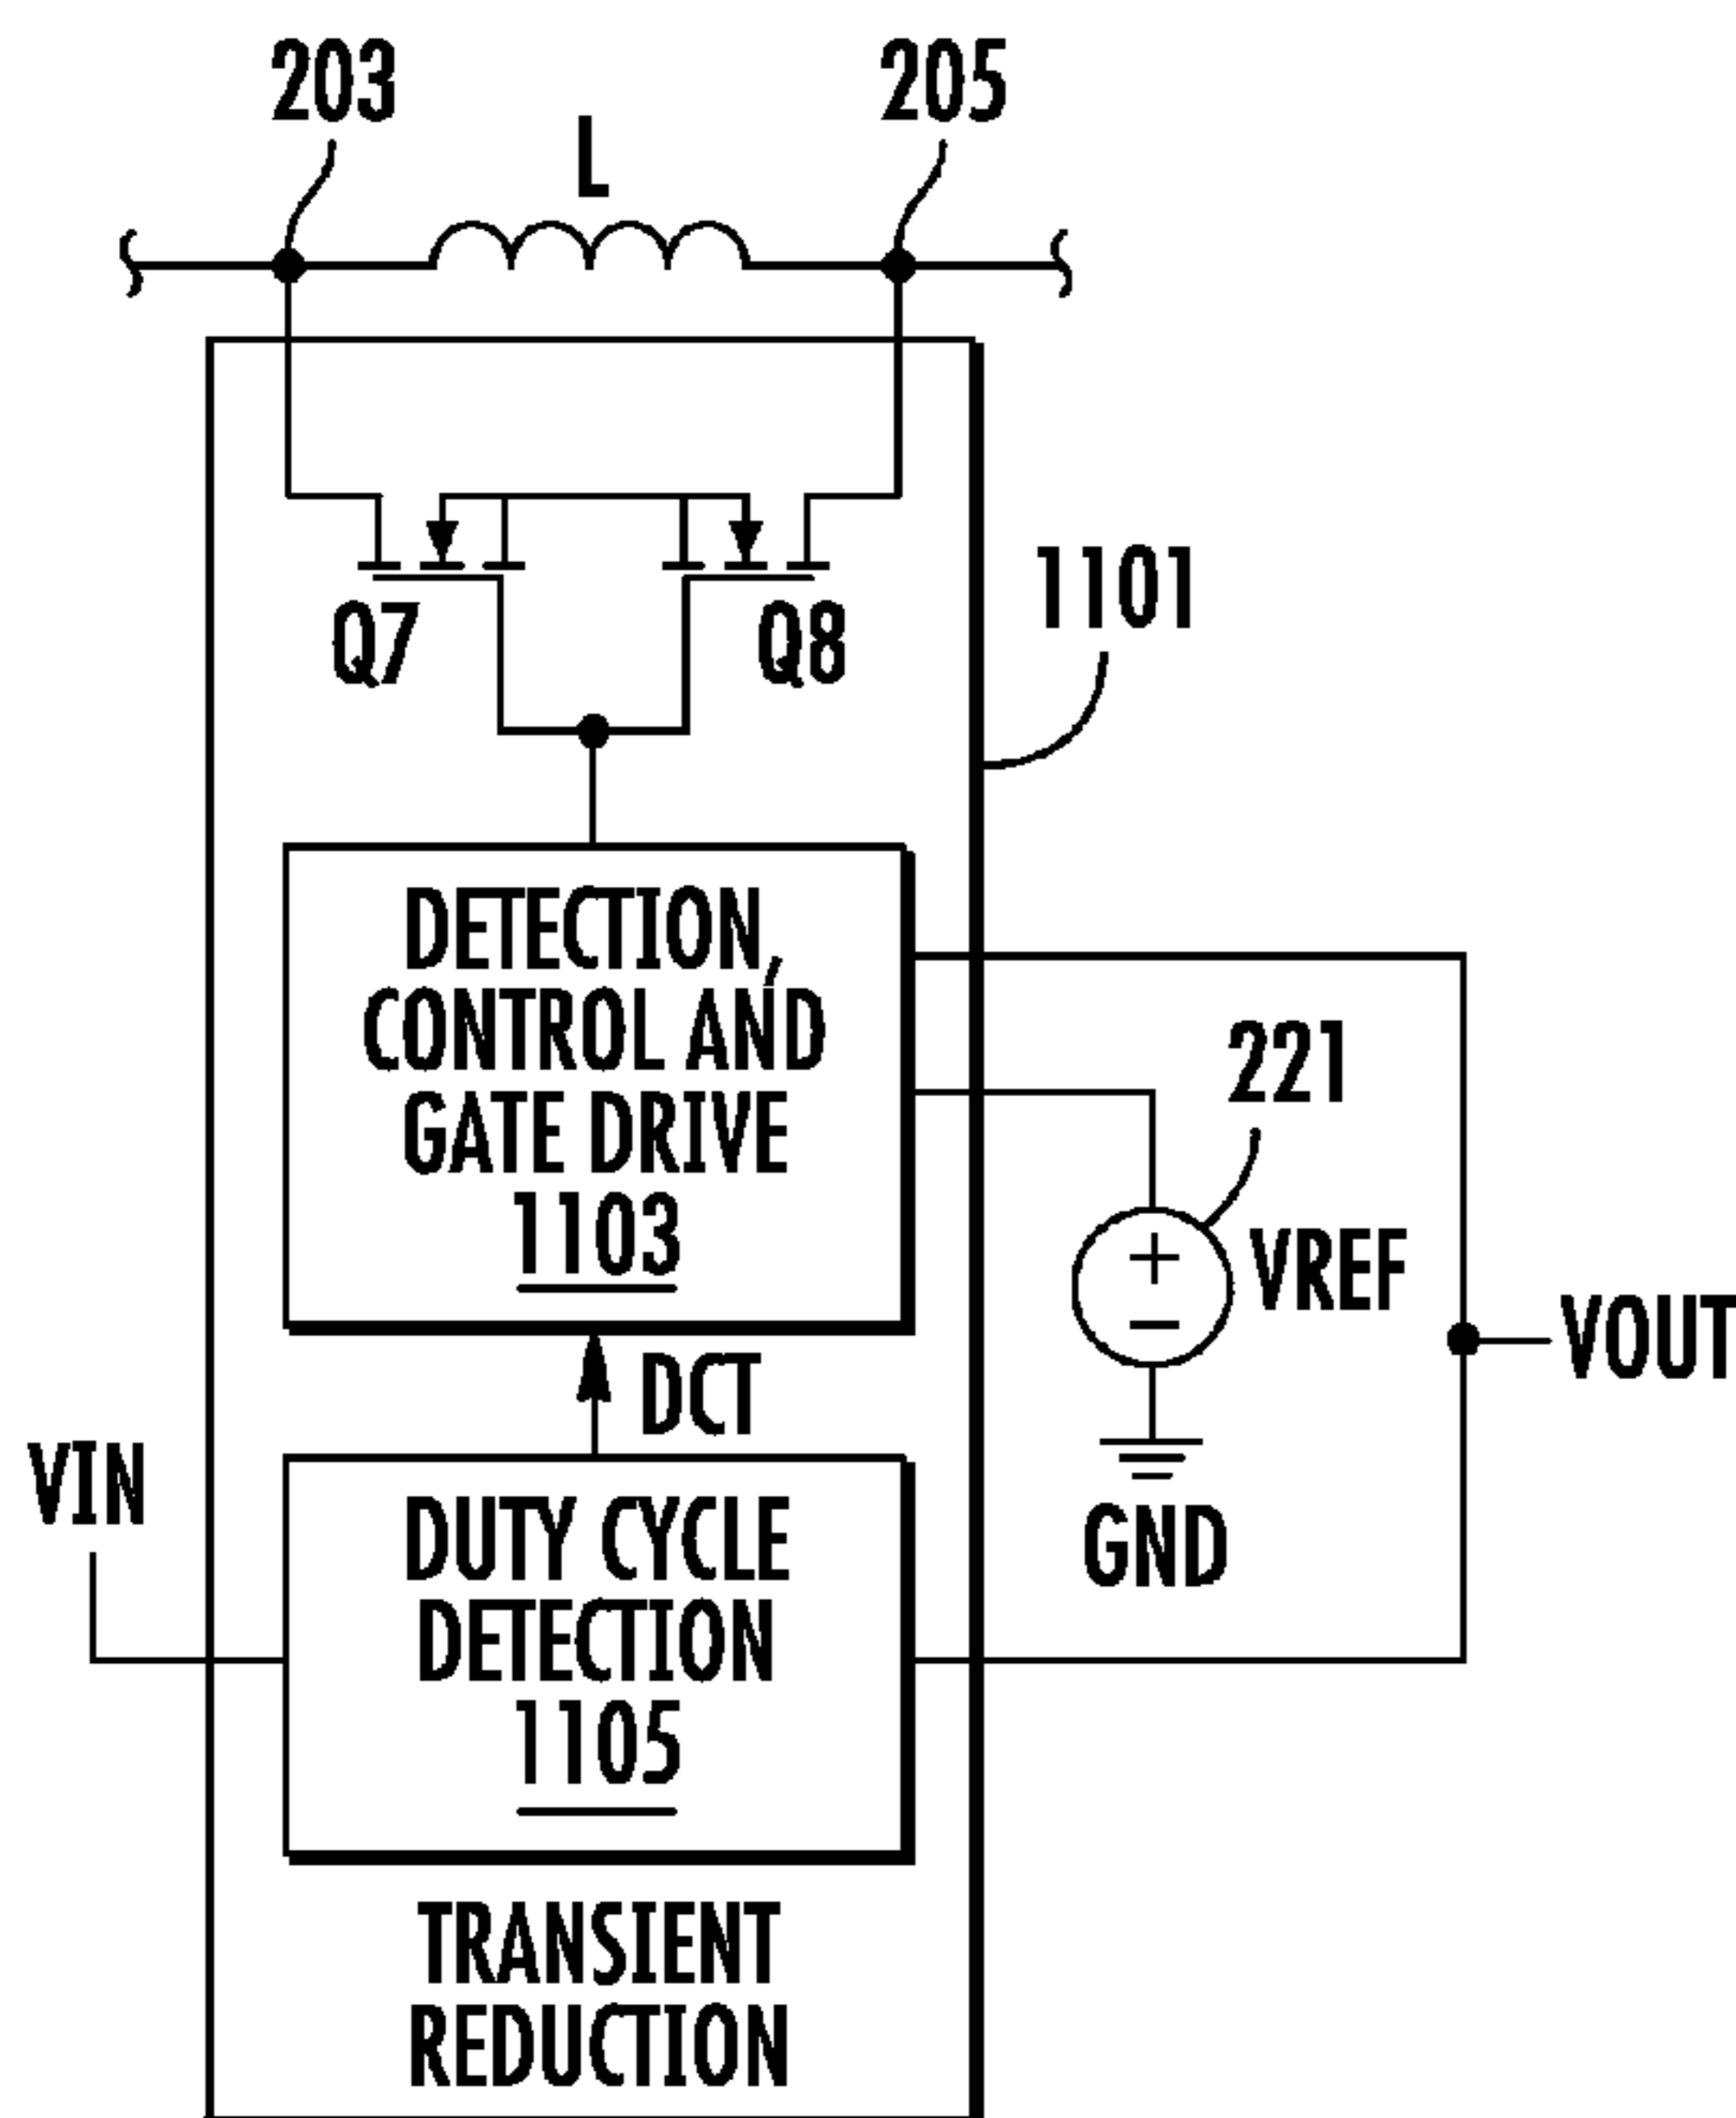 203
205
L
Q7
Q8
1101
DETECTION,
CONTROL AND
GATE DRIVE
1103
221
+
−
VREF
VOUT
DCT
VIN
GND
DUTY CYCLE
DETECTION
1105
TRANSIENT
REDUCTION